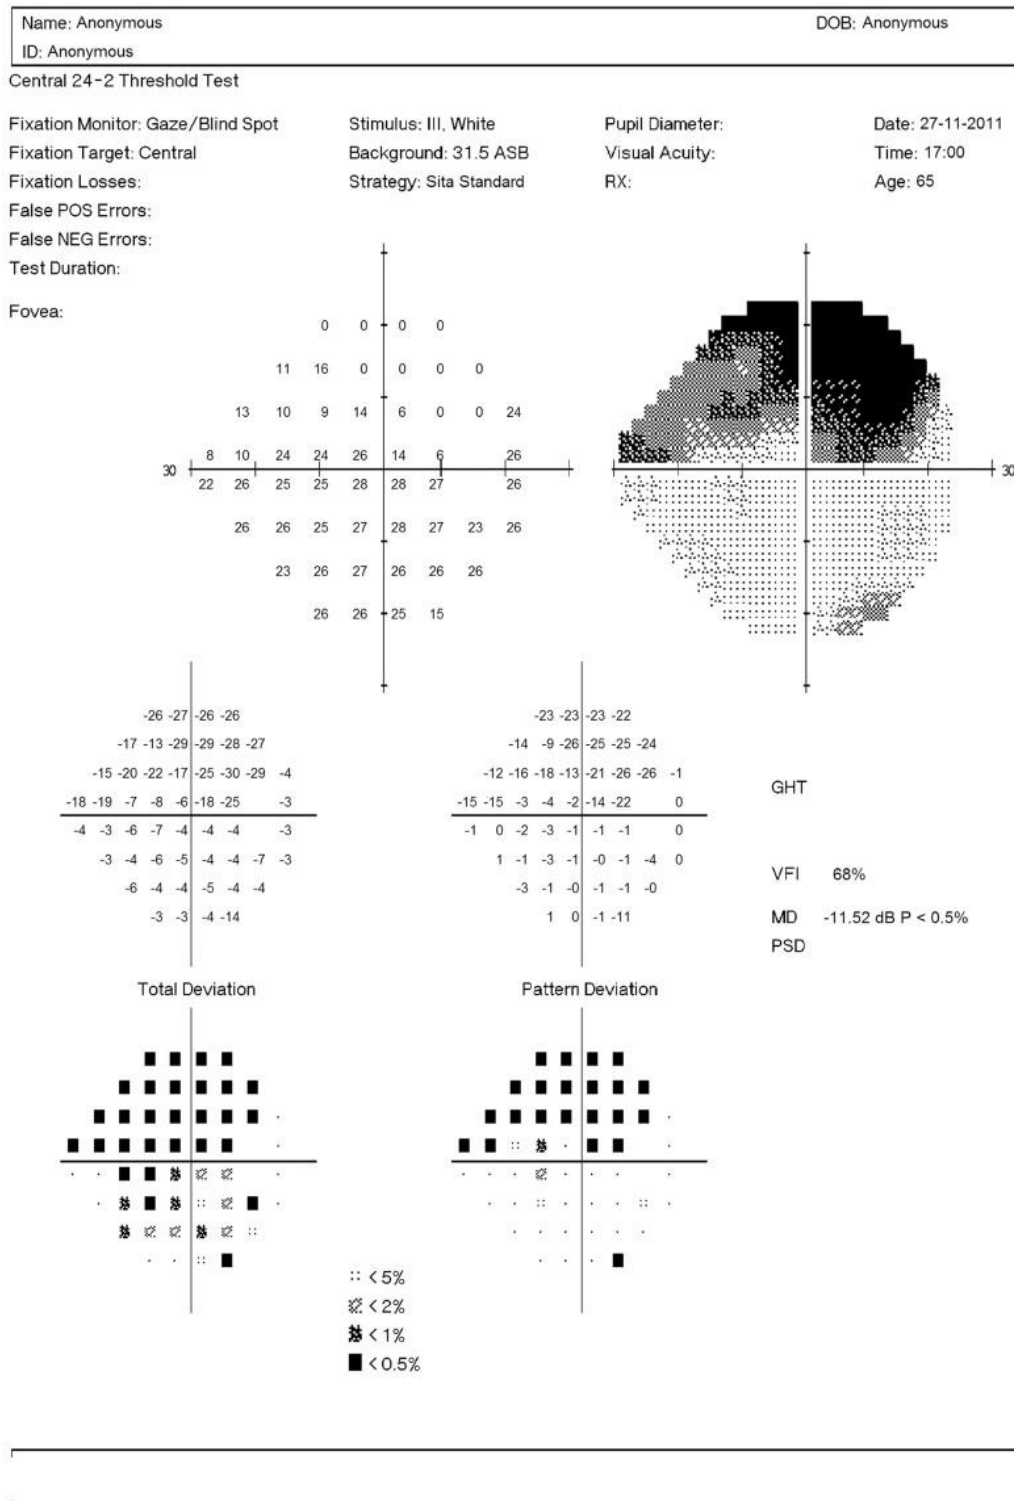 Name: Anonymous DOB: Anonymous
ID: Anonymous
Central 24-2 Threshold Test
Fixation Monitor: Gaze/Blind Spot Stimulus: III, White Pupil Diameter: Date: 27-11-2011
Fixation Target: Central Background: 31.5 ASB Visual Acuity: Time: 17:00
Fixation Losses: Strategy: Sita Standard RX: Age: 65
False POS Errors:
False NEG Errors:
Test Duration:
Fovea:
0 0 0 0
11 16 0 0 0 0
13 10 9 14 6 0 0 24
8 10 24 24 26 14 6 26
30 30
22 26 25 25 28 28 27 26
26 26 25 27 28 27 23 26
23 26 27 26 26 26
26 26 25 15
-26 -27 -26 -26 -23 -23 -23 -22
-17 -13 -29 -29 -28 -27 -14 -9 -26 -25 -25 -24
-15 -20 -22 -17 -25 -30 -29 -4 -12 -16 -18 -13 -21 -26 -26 -1
GHT
-18 -19 -7 -8 -6 -18 -25 -3 -15 -15 -3 -4 -2 -14 -22 0
-4 -3 -6 -7 -4 -4 -4 -3 -1 0 -2 -3 -1 -1 -1 0
-3 -4 -6 -5 -4 -4 -7 -3 1 -1 -3 -1 -0 -1 -4 0
VFI 68%
-6 -4 -4 -5 -4 -4 -3 -1 -0 -1 -1 -0
-3 -3 -4 -14 1 0 -1 -11 MD -11.52 dB P < 0.5%
PSD
Total Deviation Pattern Deviation
< 5%
< 2%
< 1%
< 0.5%